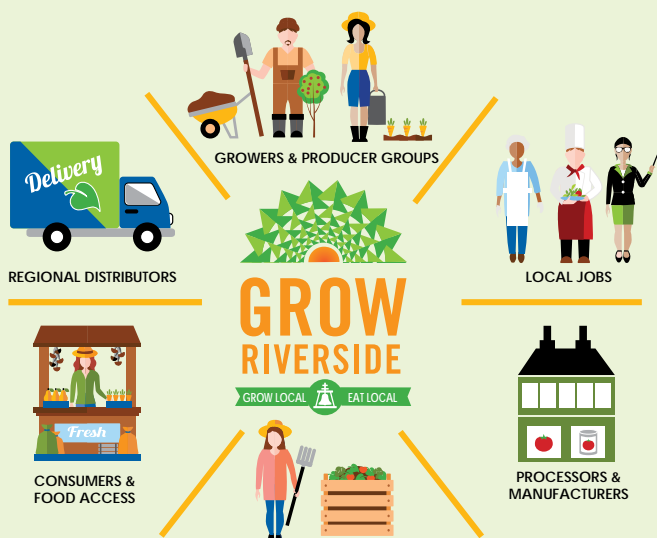 GROWERS & PRODUCER GROUPS
Delivery
REGIONAL DISTRIBUTORS
LOCAL JOBS
GROW
RIVERSIDE
GROW LOCAL EAT LOCAL
Fresh
CONSUMERS &
FOOD ACCESS
PROCESSORS &
MANUFACTURERS